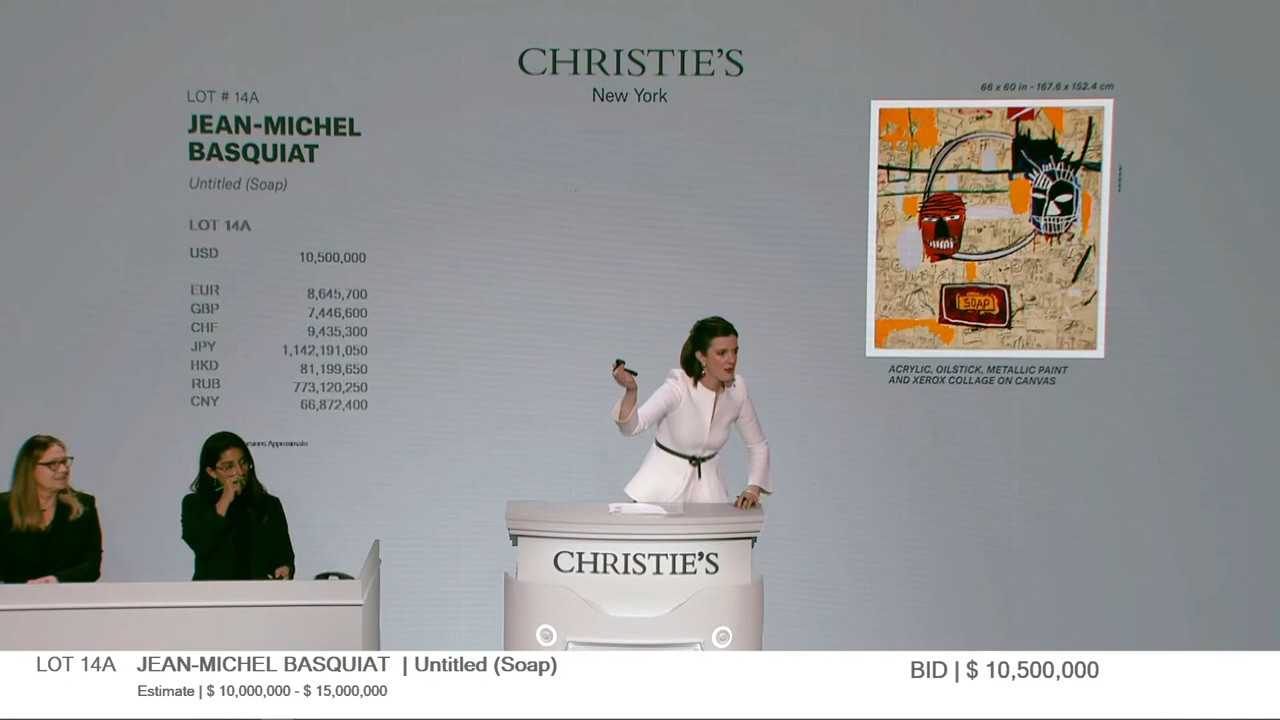 CHRISTIE'S
New York
LOT # 14A
JEAN-MICHEL
BASQUIAT
Untitled (Soap)
LOT 14A
USD 10,500,000
EUR 8,645,700
GBP 7,446,600
CHF 9,435,300
JPY 1,142,191,050
HKD 81,199,650
RUB 773,120,250
CNY 66,872,400
Approximate
66 x 60 in - 167.6 x 152.4 cm
SOAP
ACRYLIC, OILSTICK, METALLIC PAINT
AND XEROX COLLAGE ON CANVAS
CHRISTIE'S
LOT 14A JEAN-MICHEL BASQUIAT | Untitled (Soap)
Estimate | $ 10,000,000 - $ 15,000,000
BID | $ 10,500,000